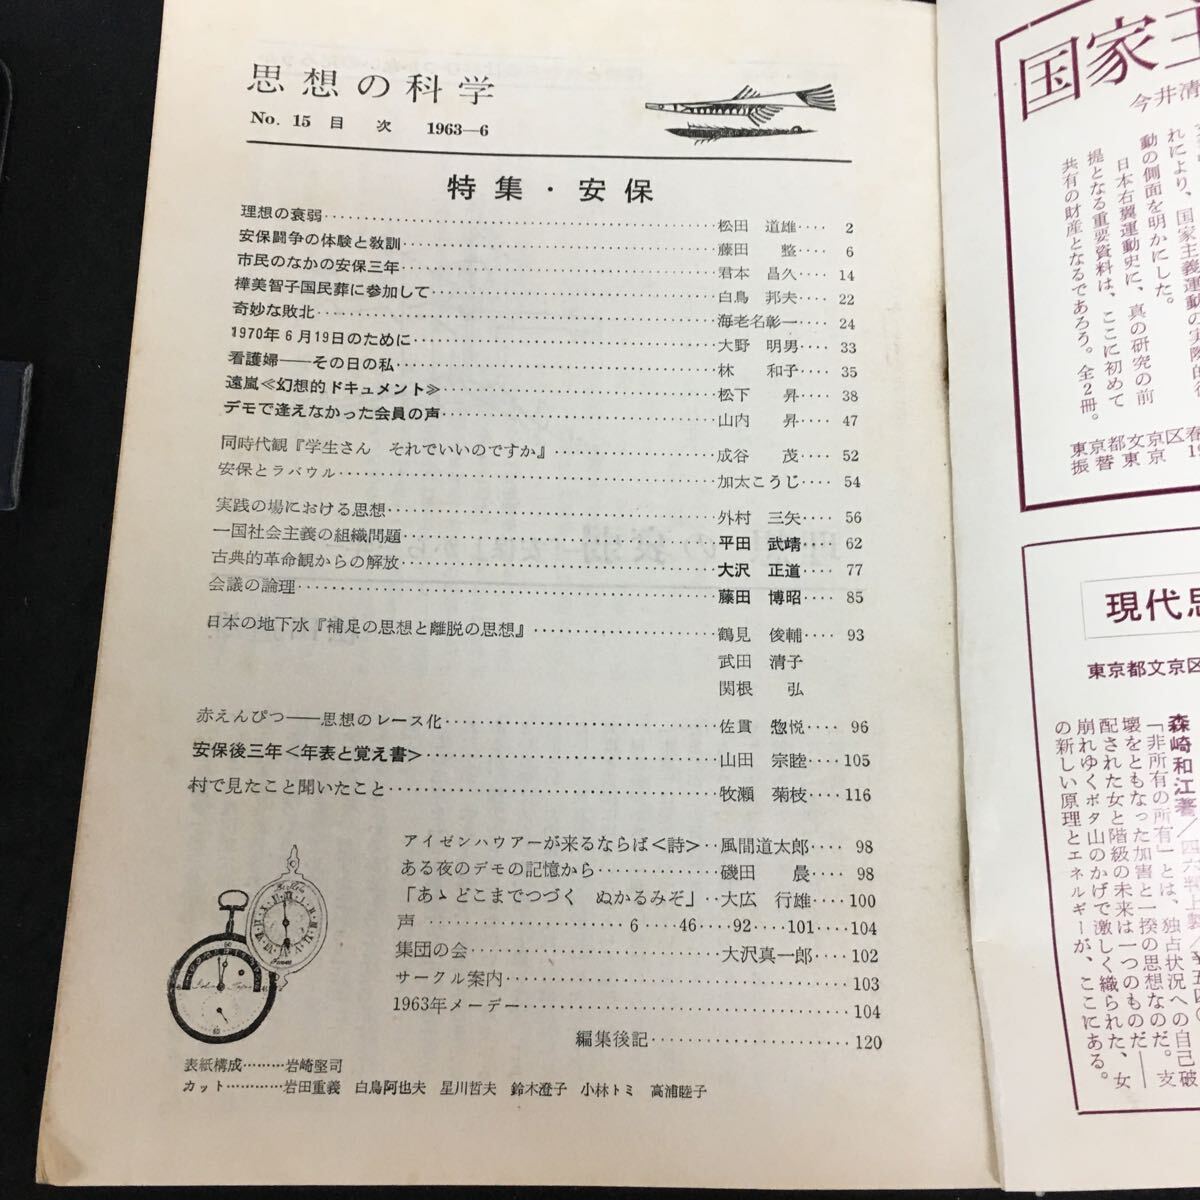 思想の科学
No. 15 目 次 1963—6
特集・安保
理想の衰弱……松田 道雄…… 2
安保闘争の体験と教訓……藤田 整…… 6
市民のなかの安保三年……君本 昌久…… 14
樺美智子国民葬に参加して……白鳥 邦夫…… 22
奇妙な敗北……海老名彰一…… 24
1970年6月19日のために……大野 明男…… 33
看護婦——その日の私……林 和子…… 35
遠嵐≪幻想的ドキュメント≫……松下 昇…… 38
デモで逢えなかった会員の声……山内 昇…… 47
同時代観『学生さん それでいいのですか』……成谷 茂…… 52
安保とラバウル……加太こうじ…… 54
実践の場における思想……外村 三矢…… 56
一国社会主義の組織問題……平田 武靖…… 62
古典的革命観からの解放……大沢 正道…… 77
会議の論理……藤田 博昭…… 85
日本の地下水『補足の思想と離脱の思想』……鶴見 俊輔…… 93
武田 清子
関根 弘
赤えんぴつ——思想のレース化……佐貫 惣悦…… 96
安保後三年<年表と覚え書>……山田 宗睦…… 105
村で見たこと聞いたこと……牧瀬 菊枝…… 116
アイゼンハウアーが来るならば<詩>…風間道太郎…… 98
ある夜のデモの記憶から……磯田 晨…… 98
「あゝどこまでつづく ぬかるみぞ」…大広 行雄…… 100
声……6……46……92……101……104
集団の会……大沢真一郎…… 102
サークル案内…… 103
1963年メーデー…… 104
編集後記…… 120
表紙構成………岩崎堅司
カット…………岩田重義 白鳥阿也夫 星川哲夫 鈴木澄子 小林トミ 高浦睦子
国家主
今井清
れにより、国家主義運動の実際的
動の側面を明かにした。
日本右翼運動史に、真の研究の前
提となる重要資料は、ここに初めて
共有の財産となるであろう。全2冊。
東京都文京区春
振替東京 1
現代思
東京都文京区
森崎和江著／四六判上製
「非所有の所有」とは、独占状況への自己破
壊をともなった加害と一揆の思想なのだ。支
配された女と階級の未来は一つのものだ——
崩れゆくボタ山のかげで激しく織られた、女
の新しい原理とエネルギーが、ここにある。